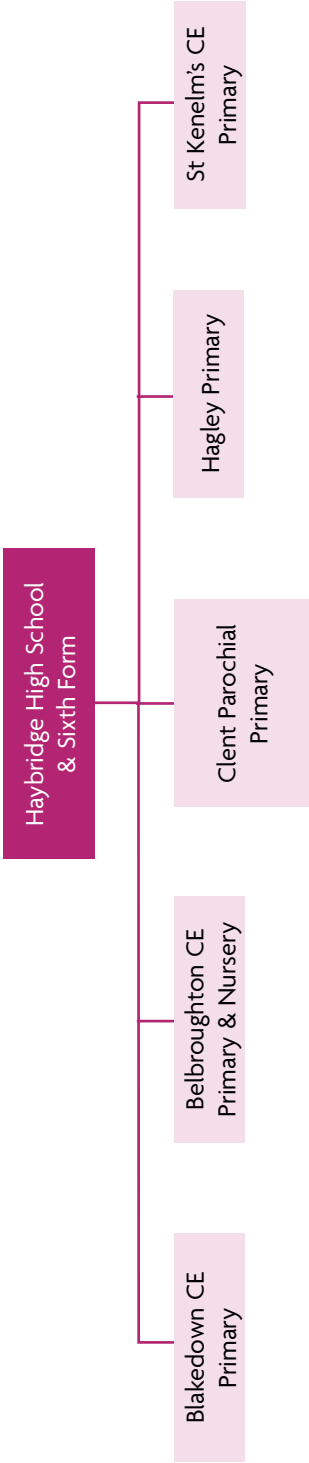 Haybridge High School
& Sixth Form
Blakedown CE
Primary
Belbroughton CE
Primary & Nursery
Clent Parochial
Primary
Hagley Primary
St Kenelm's CE
Primary